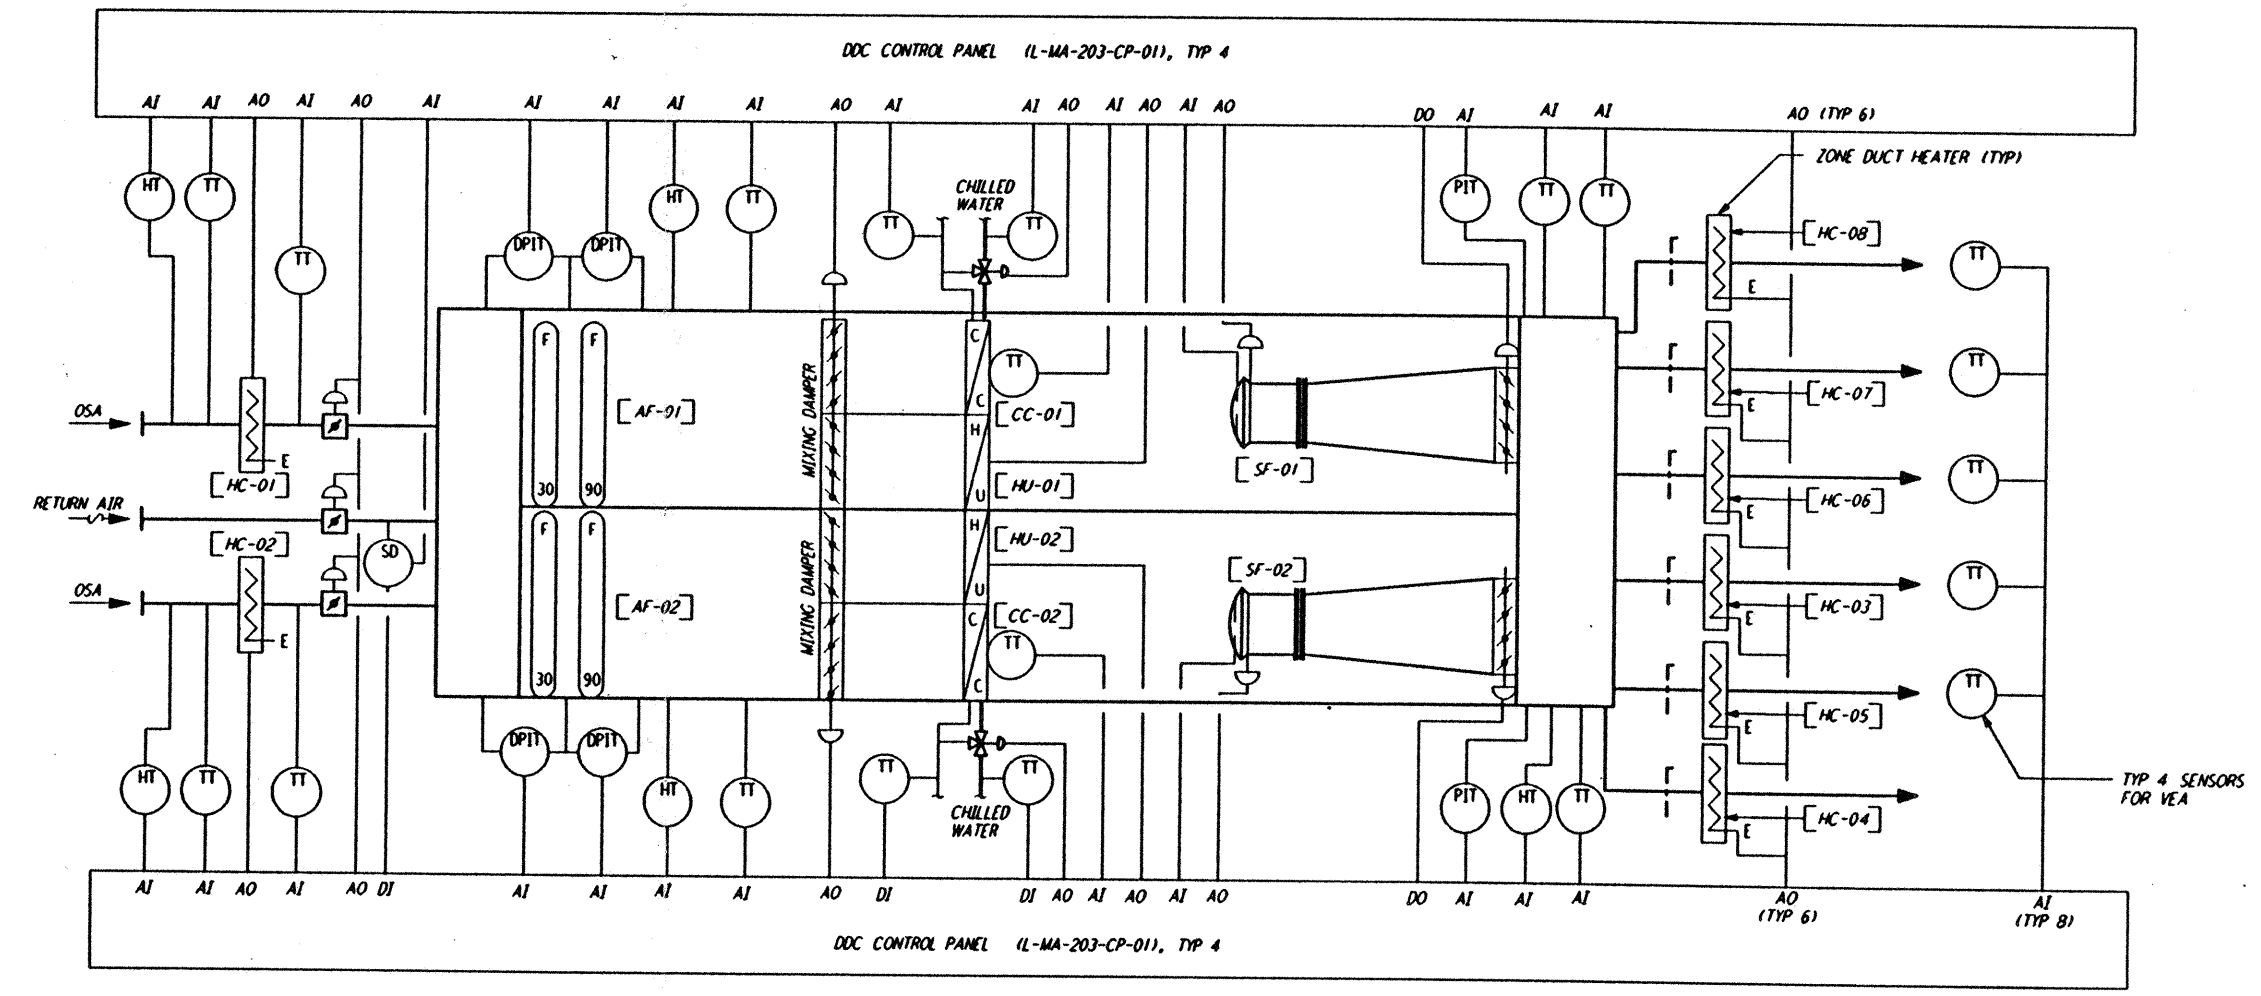 DDC CONTROL PANEL (L-MA-203-CP-01), TYP 4
AI AI AO AI AO AI AI AI AI AI AO AI AI AO AI AO AI AO DO AI AI AI AO (TYP 6)
ZONE DUCT HEATER (TYP)
HT TT TT DPIT DPIT HT TT TT CHILLED WATER TT PIT TT TT
[HC-08] TT
E
F F C TT
[HC-07] TT
E
OSA
[AF-01] MIXING DAMPER C [CC-01]
H
E
[HC-01]
[SF-01]
30 90 U [HU-01]
[HC-06] TT
E
RETURN AIR
[HC-02]
SD
F F H [HU-02]
MIXING DAMPER
[SF-02]
OSA
E
[AF-02] U
C [CC-02]
TT
[HC-03] TT
E
30 90 C
[HC-05] TT
E
HT TT TT DPIT DPIT HT TT TT TT PIT HT TT
CHILLED
WATER
[HC-04]
E
TYP 4 SENSORS
FOR VEA
AI AI AO AI AO DI AI AI AI AI AO DI DI AO AI AO AI AO DO AI AI AI AO
(TYP 6)
AI
(TYP 8)
DDC CONTROL PANEL (L-MA-203-CP-01), TYP 4